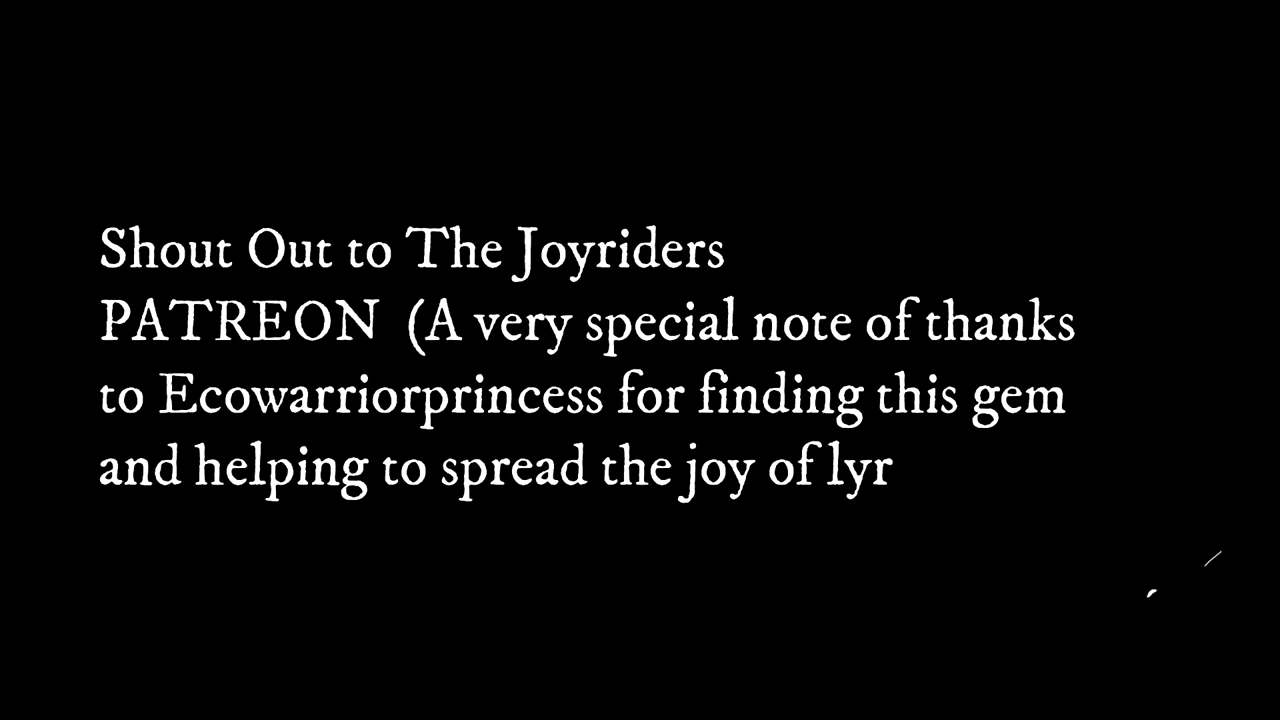 Shout Out to The Joyriders
PATREON (A very special note of thanks
to Ecowarriorprincess for finding this gem
and helping to spread the joy of lyr